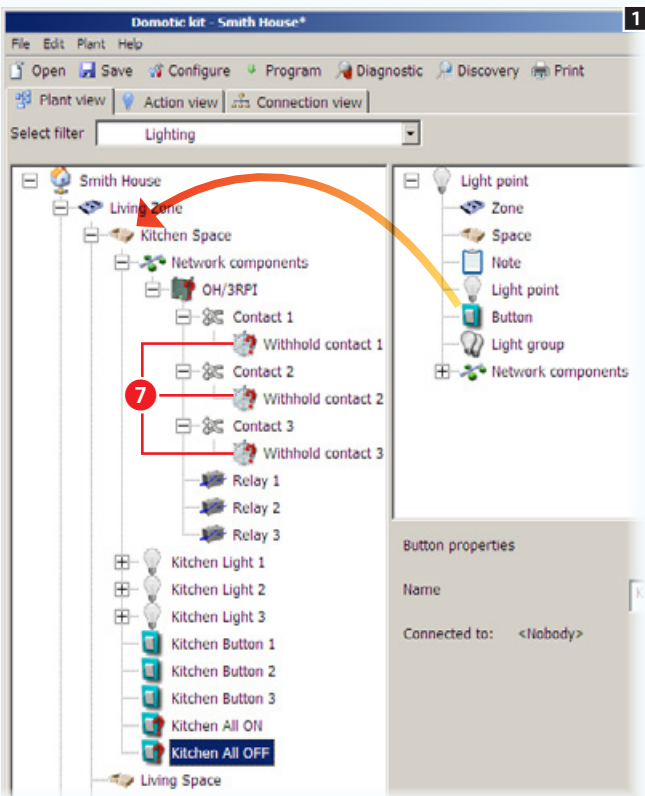 Domotic kit - Smith House*
1
File Edit Plant Help
Open Save Configure Program Diagnostic Discovery Print
Plant view Action view Connection view
Select filter Lighting
Smith House
Living Zone
Kitchen Space
Network components
OH/3RPI
Contact 1
Withhold contact 1
Contact 2
Withhold contact 2
7
Contact 3
Withhold contact 3
Relay 1
Relay 2
Relay 3
Kitchen Light 1
Kitchen Light 2
Kitchen Light 3
Kitchen Button 1
Kitchen Button 2
Kitchen Button 3
Kitchen All ON
Kitchen All OFF
Living Space
Light point
Zone
Space
Note
Light point
Button
Light group
Network components
Button properties
Name K
Connected to: <Nobody>